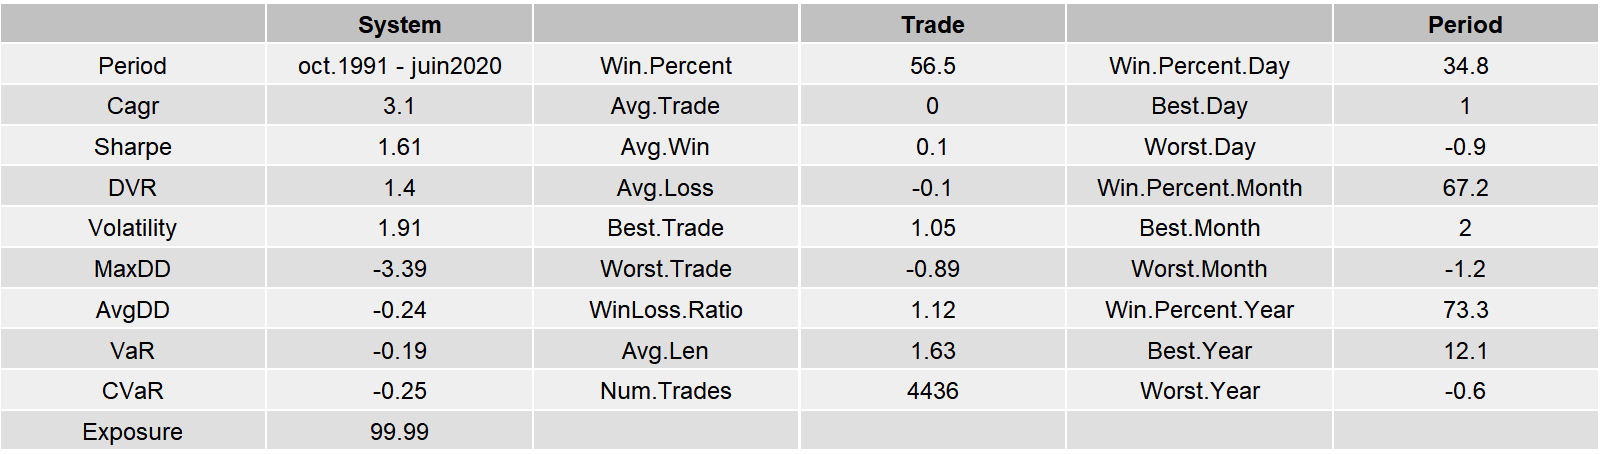 System Trade Period
Period oct.1991 - juin2020 Win.Percent 56.5 Win.Percent.Day 34.8
Cagr 3.1 Avg.Trade 0 Best.Day 1
Sharpe 1.61 Avg.Win 0.1 Worst.Day -0.9
DVR 1.4 Avg.Loss -0.1 Win.Percent.Month 67.2
Volatility 1.91 Best.Trade 1.05 Best.Month 2
MaxDD -3.39 Worst.Trade -0.89 Worst.Month -1.2
AvgDD -0.24 WinLoss.Ratio 1.12 Win.Percent.Year 73.3
VaR -0.19 Avg.Len 1.63 Best.Year 12.1
CVaR -0.25 Num.Trades 4436 Worst.Year -0.6
Exposure 99.99